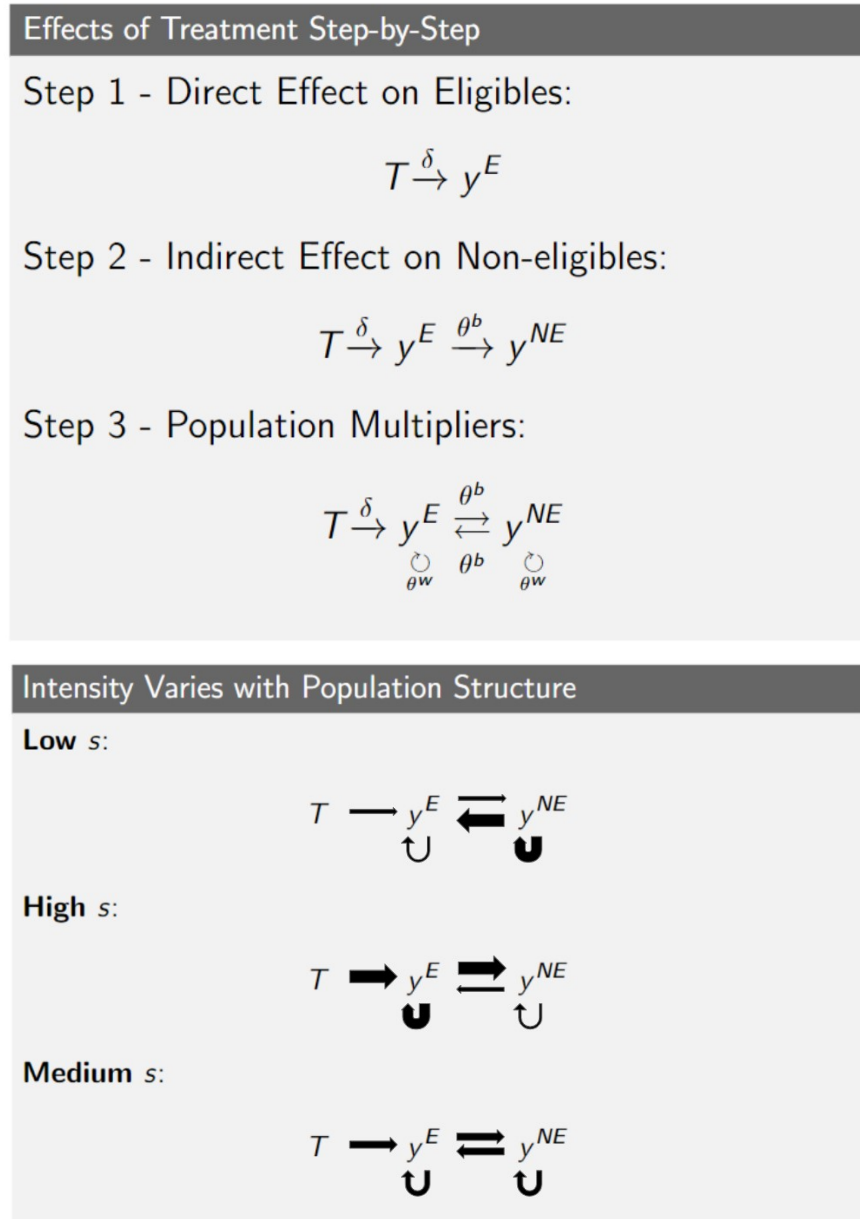 Effects of Treatment Step-by-Step
Step 1 - Direct Effect on Eligibles:
T →^δ y^E
Step 2 - Indirect Effect on Non-eligibles:
T →^δ y^E →^{θ^b} y^{NE}
Step 3 - Population Multipliers:
T →^δ y^E ⇄^{θ^b}_{θ^b} y^{NE}
↻ ↻
θ^w θ^w
Intensity Varies with Population Structure
Low s:
T → y^E ⇄ y^{NE}
High s:
T → y^E ⇄ y^{NE}
Medium s:
T → y^E ⇄ y^{NE}